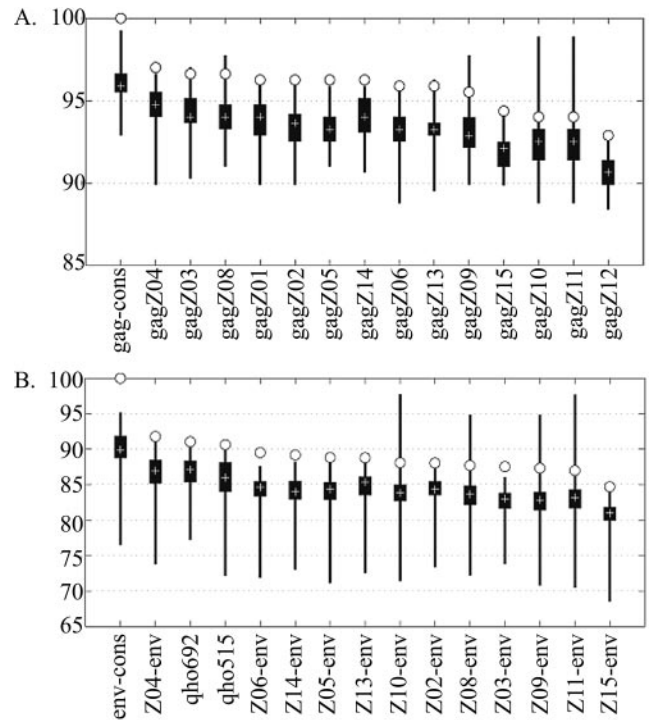 A.
100
95
90
85
gag-cons
gagZ04
gagZ03
gagZ08
gagZ01
gagZ02
gagZ05
gagZ14
gagZ06
gagZ13
gagZ09
gagZ15
gagZ10
gagZ11
gagZ12
B.
100
95
90
85
80
75
70
65
env-cons
Z04-env
qho692
qho515
Z06-env
Z14-env
Z05-env
Z13-env
Z10-env
Z02-env
Z08-env
Z03-env
Z09-env
Z11-env
Z15-env